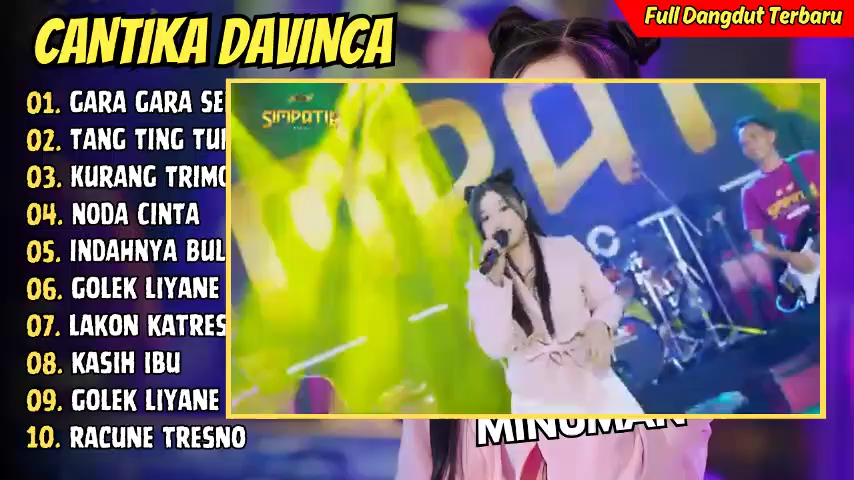 Full Dangdut Terbaru
CANTIKA DAVINCA
01. GARA GARA SE
02. TANG TING TU
03. KURANG TRIMO
04. NODA CINTA
05. INDAHNYA BUL
06. GOLEK LIYANE
07. LAKON KATRES
08. KASIH IBU
09. GOLEK LIYANE
10. RACUNE TRESNO
SIMPATIK
MINUMAN